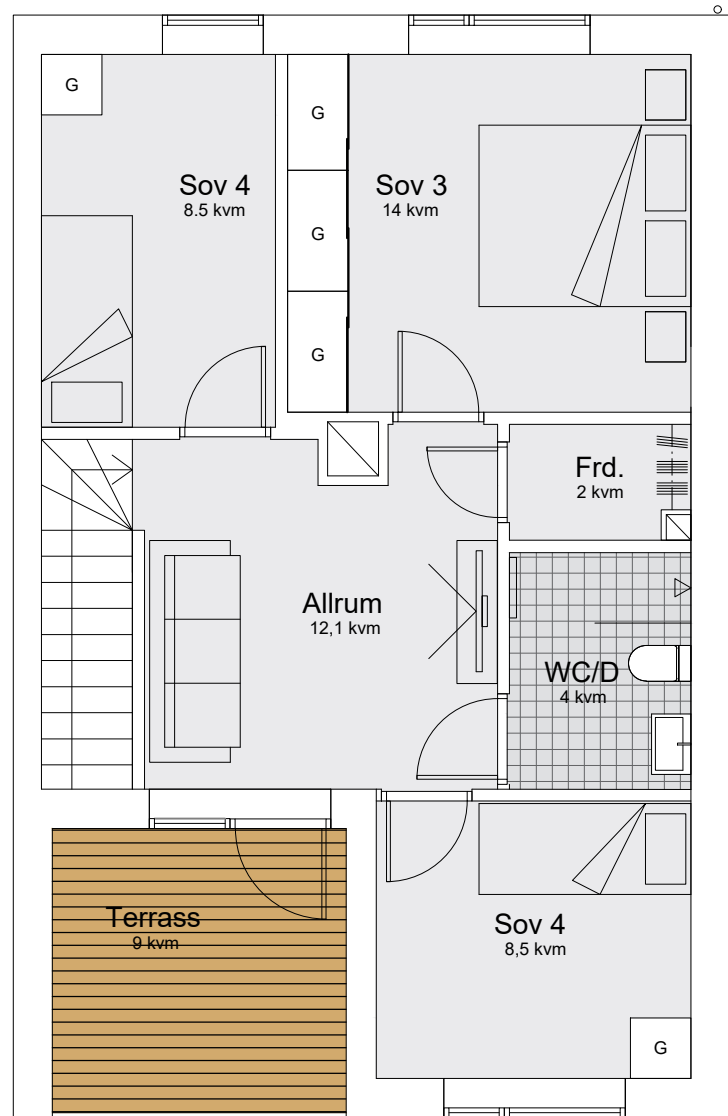 G
G
Sov 4
8.5 kvm
Sov 3
14 kvm
G
G
Frd.
2 kvm
Allrum
12,1 kvm
WC/D
4 kvm
Terrass
9 kvm
Sov 4
8,5 kvm
G